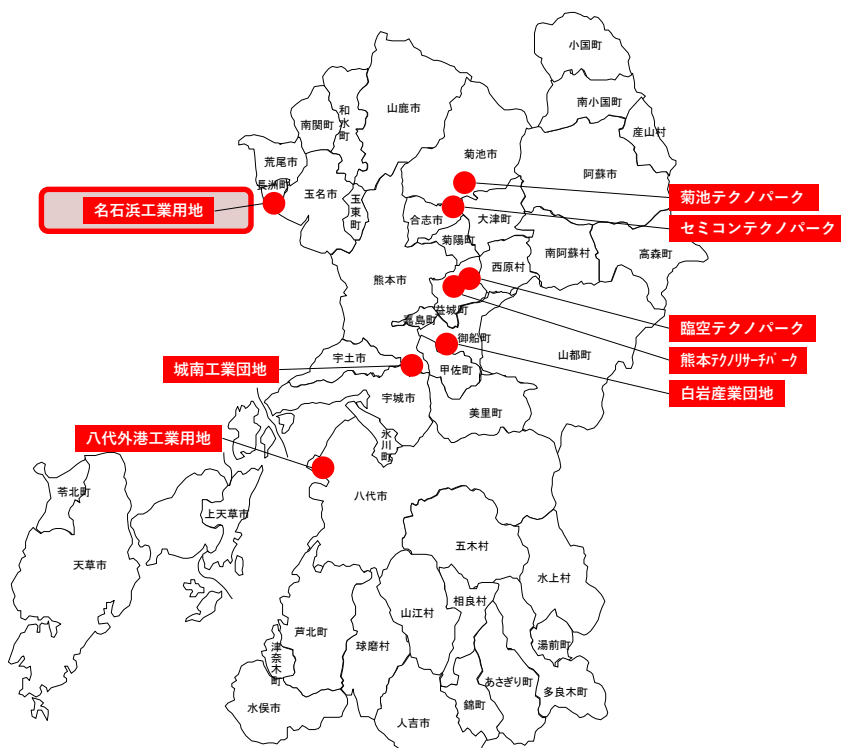 小国町
南小国町
産山村
山鹿市
和水町
南関町
菊池市
荒尾市
阿蘇市
長洲町
玉名市
玉東町
菊池テクノパーク
名石浜工業用地
合志市
大津町
セミコンテクノパーク
菊陽町
西原村
南阿蘇村
高森町
熊本市
益城町
嘉島町
臨空テクノパーク
御船町
宇土市
山都町
熊本テクノリサーチパーク
城南工業団地
甲佐町
白岩産業団地
宇城市
美里町
八代外港工業用地
氷川町
苓北町
八代市
上天草市
五木村
天草市
水上村
山江村
相良村
芦北町
球磨村
湯前町
津奈木町
あさぎり町
多良木町
水俣市
錦町
人吉市